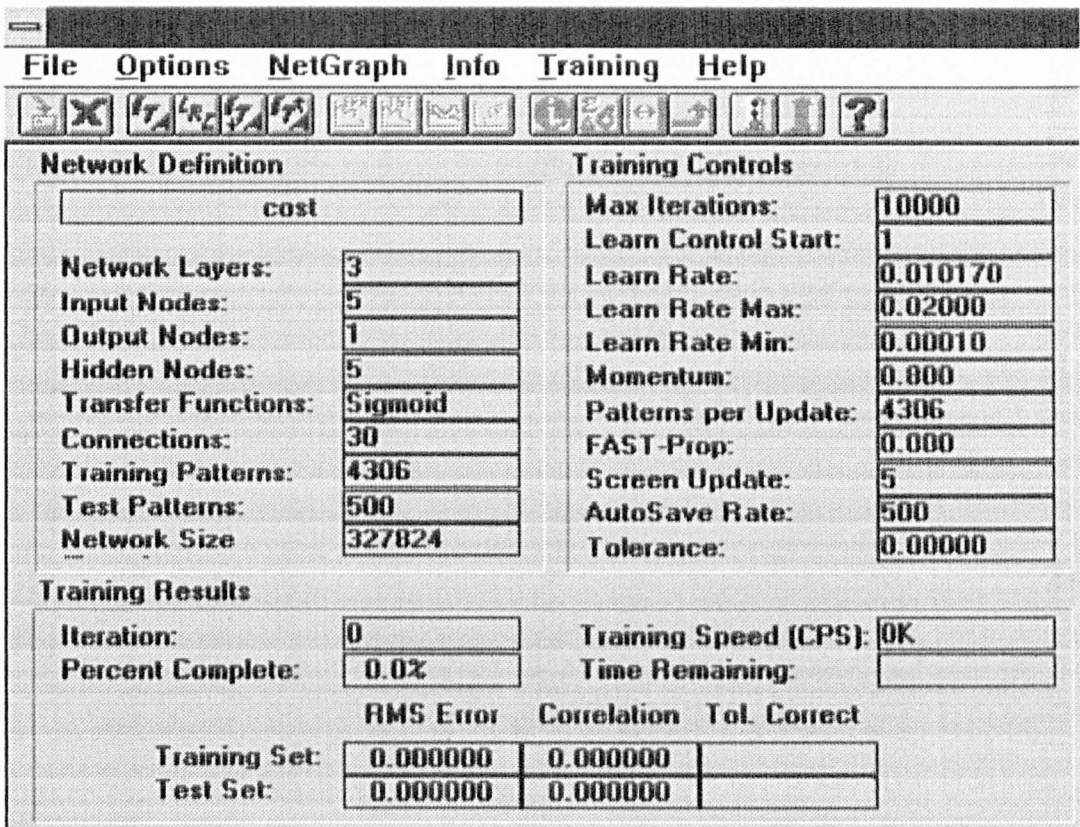 File Options NetGraph Info Training Help
Network Definition
cost
Network Layers: 3
Input Nodes: 5
Output Nodes: 1
Hidden Nodes: 5
Transfer Functions: Sigmoid
Connections: 30
Training Patterns: 4306
Test Patterns: 500
Network Size 327824
Training Controls
Max Iterations: 10000
Learn Control Start: 1
Learn Rate: 0.010170
Learn Rate Max: 0.02000
Learn Rate Min: 0.00010
Momentum: 0.800
Patterns per Update: 4306
FAST-Prop: 0.000
Screen Update: 5
AutoSave Rate: 500
Tolerance: 0.00000
Training Results
Iteration: 0
Percent Complete: 0.0%
Training Speed (CPS): 0K
Time Remaining:
RMS Error Correlation Tol. Correct
Training Set: 0.000000 0.000000
Test Set: 0.000000 0.000000